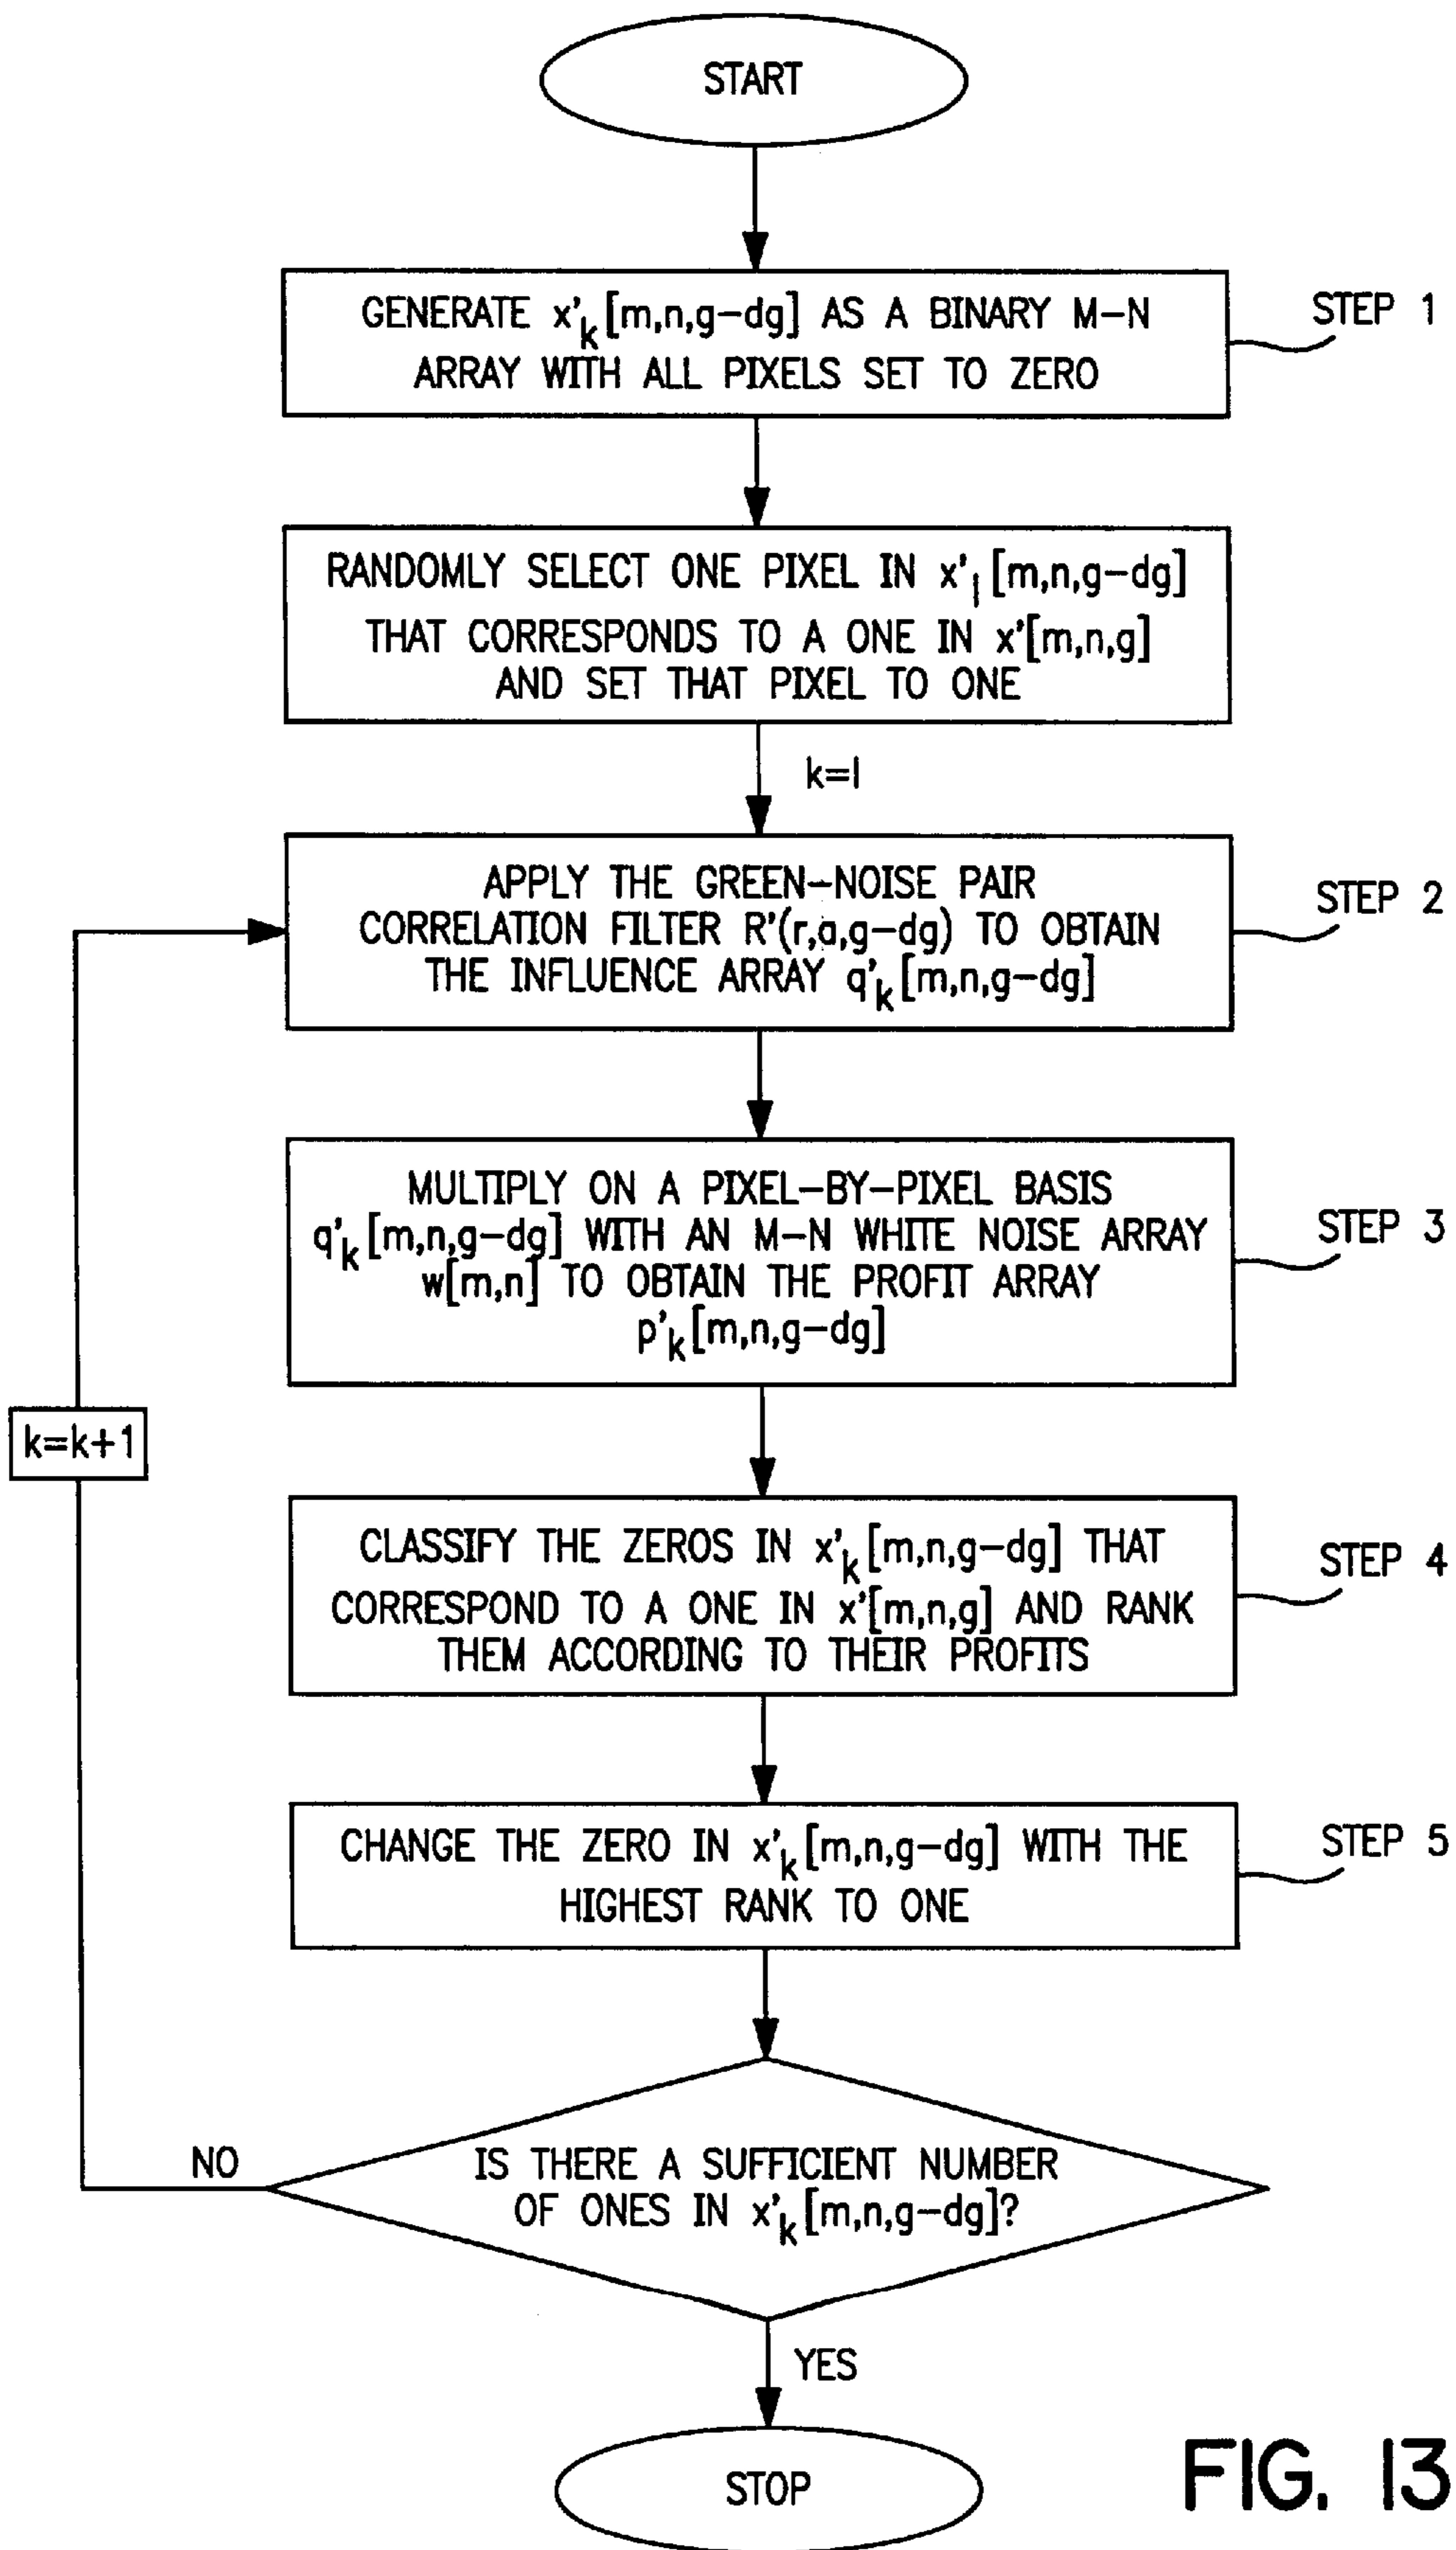 START
GENERATE x'k[m,n,g-dg] AS A BINARY M-N
ARRAY WITH ALL PIXELS SET TO ZERO
STEP 1
RANDOMLY SELECT ONE PIXEL IN x'1[m,n,g-dg]
THAT CORRESPONDS TO A ONE IN x'[m,n,g]
AND SET THAT PIXEL TO ONE
k=1
APPLY THE GREEN-NOISE PAIR
CORRELATION FILTER R'(r,a,g-dg) TO OBTAIN
THE INFLUENCE ARRAY q'k[m,n,g-dg]
STEP 2
MULTIPLY ON A PIXEL-BY-PIXEL BASIS
q'k[m,n,g-dg] WITH AN M-N WHITE NOISE ARRAY
w[m,n] TO OBTAIN THE PROFIT ARRAY
p'k[m,n,g-dg]
STEP 3
k=k+1
CLASSIFY THE ZEROS IN x'k[m,n,g-dg] THAT
CORRESPOND TO A ONE IN x'[m,n,g] AND RANK
THEM ACCORDING TO THEIR PROFITS
STEP 4
CHANGE THE ZERO IN x'k[m,n,g-dg] WITH THE
HIGHEST RANK TO ONE
STEP 5
NO
IS THERE A SUFFICIENT NUMBER
OF ONES IN x'k[m,n,g-dg]?
YES
STOP
FIG. 13